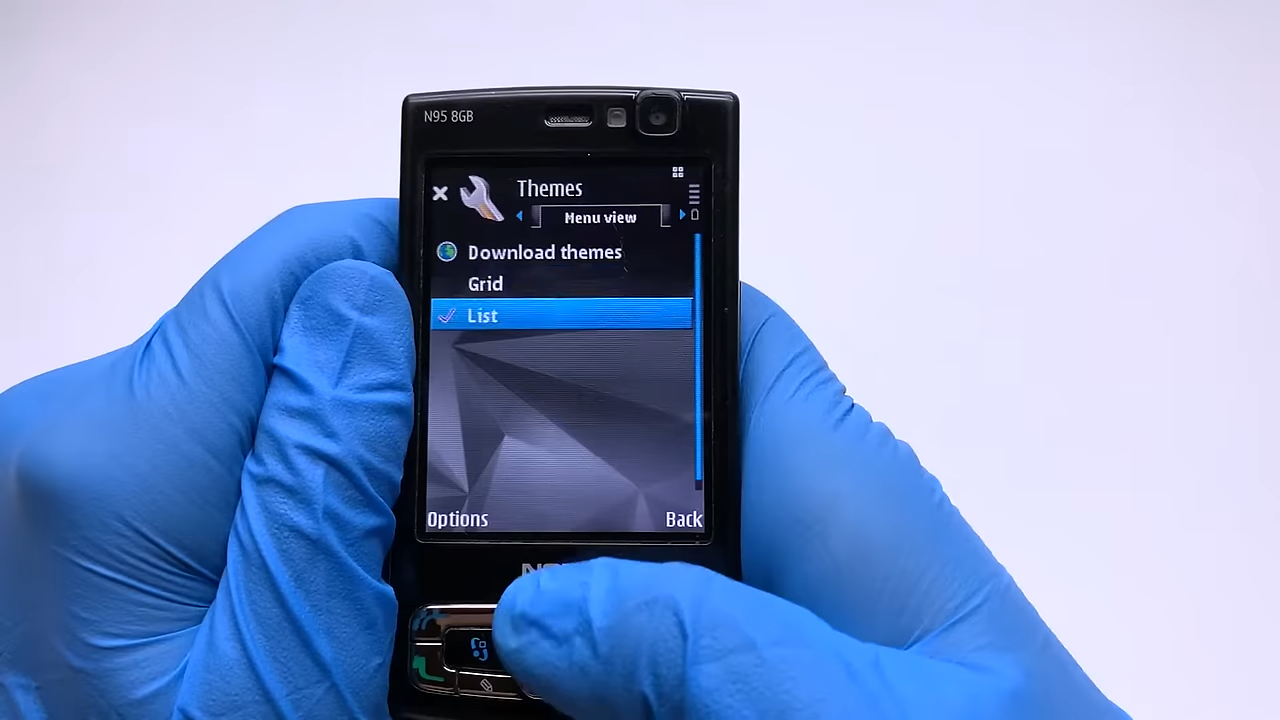 N95 8GB
Themes
Menu view
Download themes
Grid
List
Options
Back